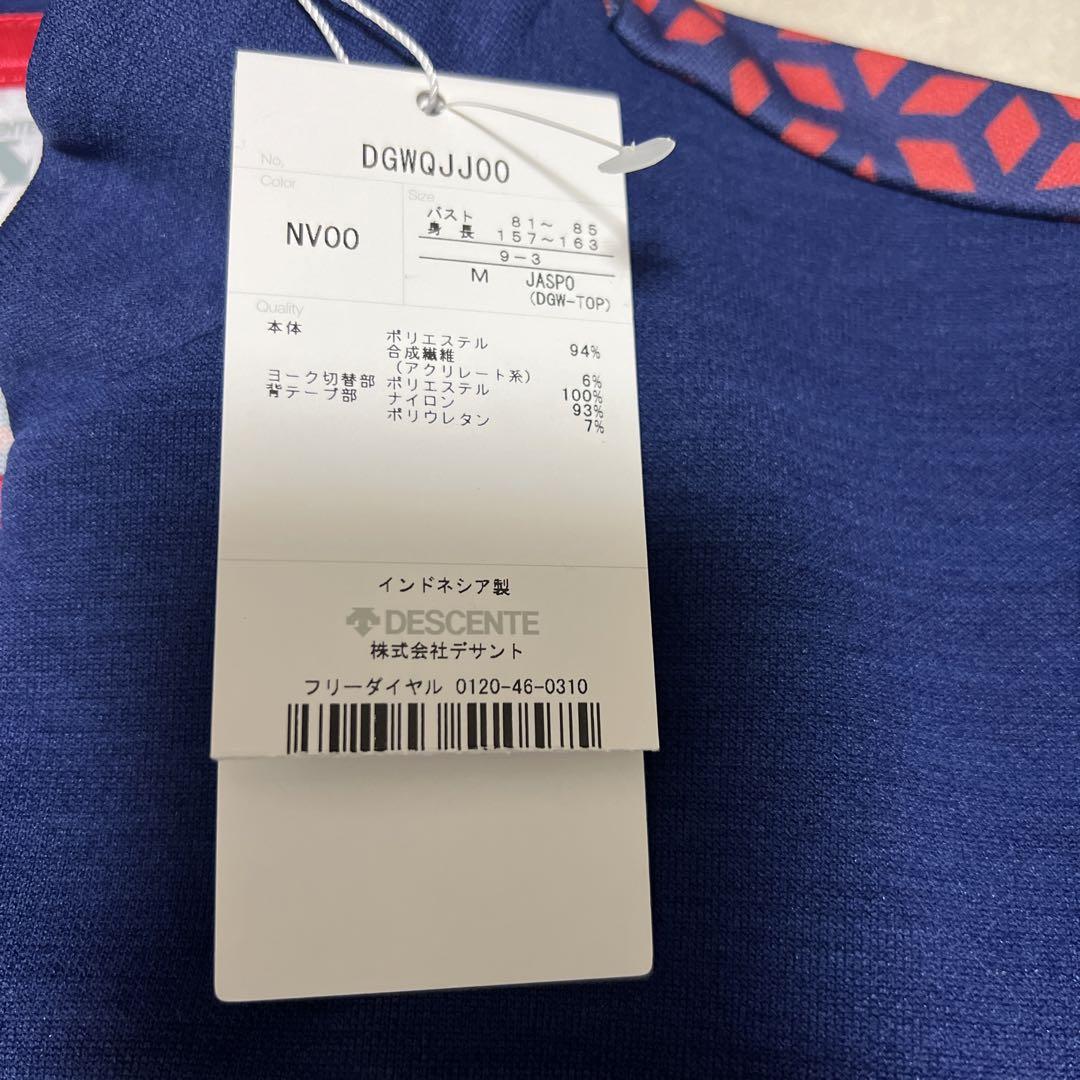 No. DGWQJJ00
Color
NV00
Size
バスト 81～ 85
身長 157～163
9-3
M JASPO
(DGW-TOP)
Quality
本体 ポリエステル 94%
合成繊維
(アクリレート系) 6%
ヨーク切替部 ポリエステル 100%
背テープ部 ナイロン 93%
ポリウレタン 7%
インドネシア製
DESCENTE
株式会社デサント
フリーダイヤル 0120-46-0310